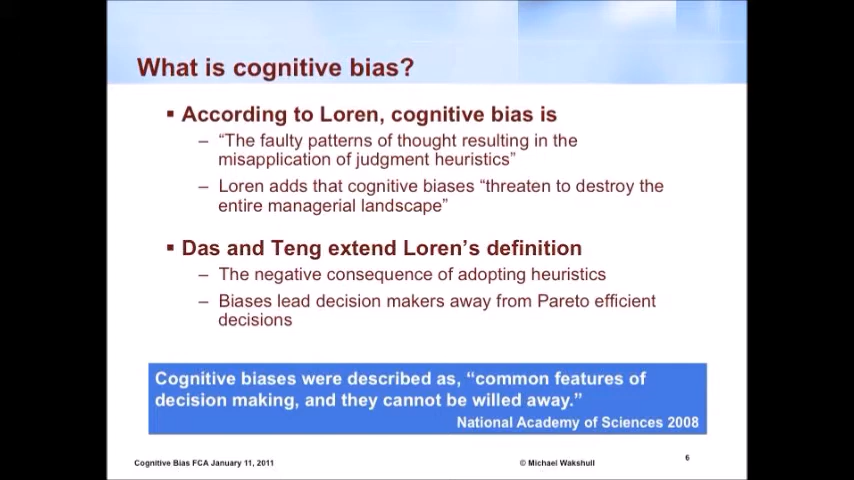 What is cognitive bias?
▪ According to Loren, cognitive bias is
– “The faulty patterns of thought resulting in the
misapplication of judgment heuristics”
– Loren adds that cognitive biases “threaten to destroy the
entire managerial landscape”
▪ Das and Teng extend Loren’s definition
– The negative consequence of adopting heuristics
– Biases lead decision makers away from Pareto efficient
decisions
Cognitive biases were described as, “common features of
decision making, and they cannot be willed away.”
National Academy of Sciences 2008
Cognitive Bias FCA January 11, 2011
© Michael Wakshull
6